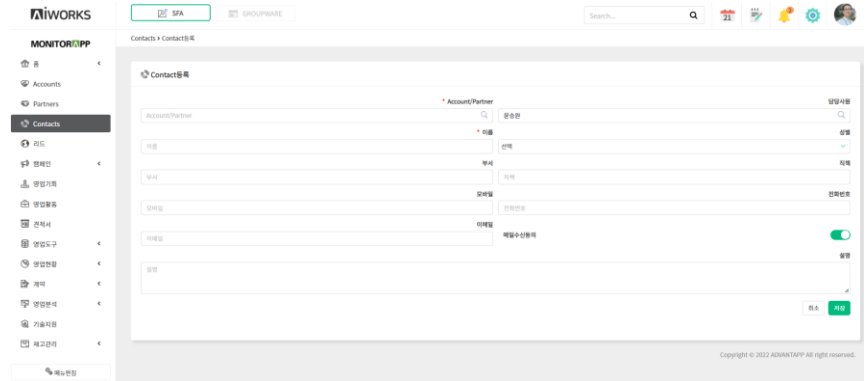 AIWORKS
SFA
GROUPWARE
Search...
21
2
MONITORAPP
Contacts > Contact등록
홈
Accounts
Partners
Contacts
리드
캠페인
영업기회
영업활동
견적서
영업도구
영업현황
계약
영업분석
기술지원
재고관리
메뉴편집
Contact등록
* Account/Partner
담당사원
Account/Partner
윤승원
* 이름
성별
이름
선택
부서
직책
부서
직책
모바일
전화번호
모바일
전화번호
이메일
이메일
메일수신동의
설명
설명
취소
저장
Copyright © 2022 ADVANTAPP All right reserved.